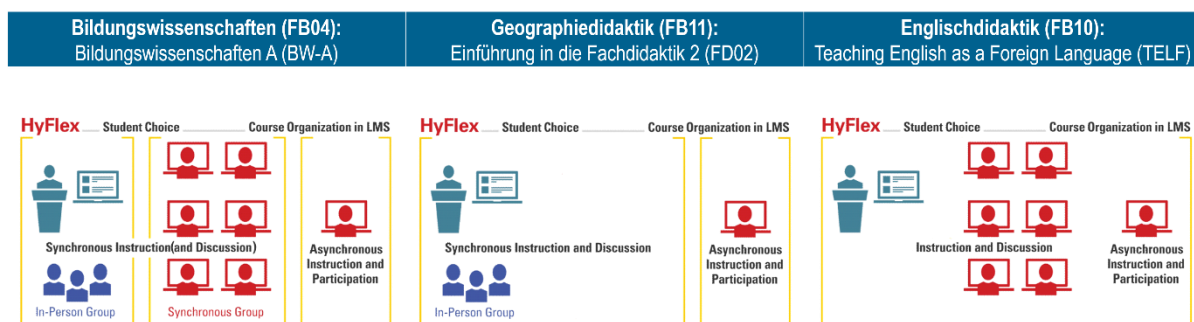 Bildungswissenschaften (FB04):
Bildungswissenschaften A (BW-A)
Geographiedidaktik (FB11):
Einführung in die Fachdidaktik 2 (FD02)
Englischdidaktik (FB10):
Teaching English as a Foreign Language (TELF)
HyFlex Student Choice Course Organization in LMS
Synchronous Instruction(and Discussion)
In-Person Group
Synchronous Group
Asynchronous
Instruction and
Participation
HyFlex Student Choice Course Organization in LMS
Synchronous Instruction and Discussion
In-Person Group
Asynchronous
Instruction and
Participation
HyFlex Student Choice Course Organization in LMS
Instruction and Discussion
Asynchronous
Instruction and
Participation